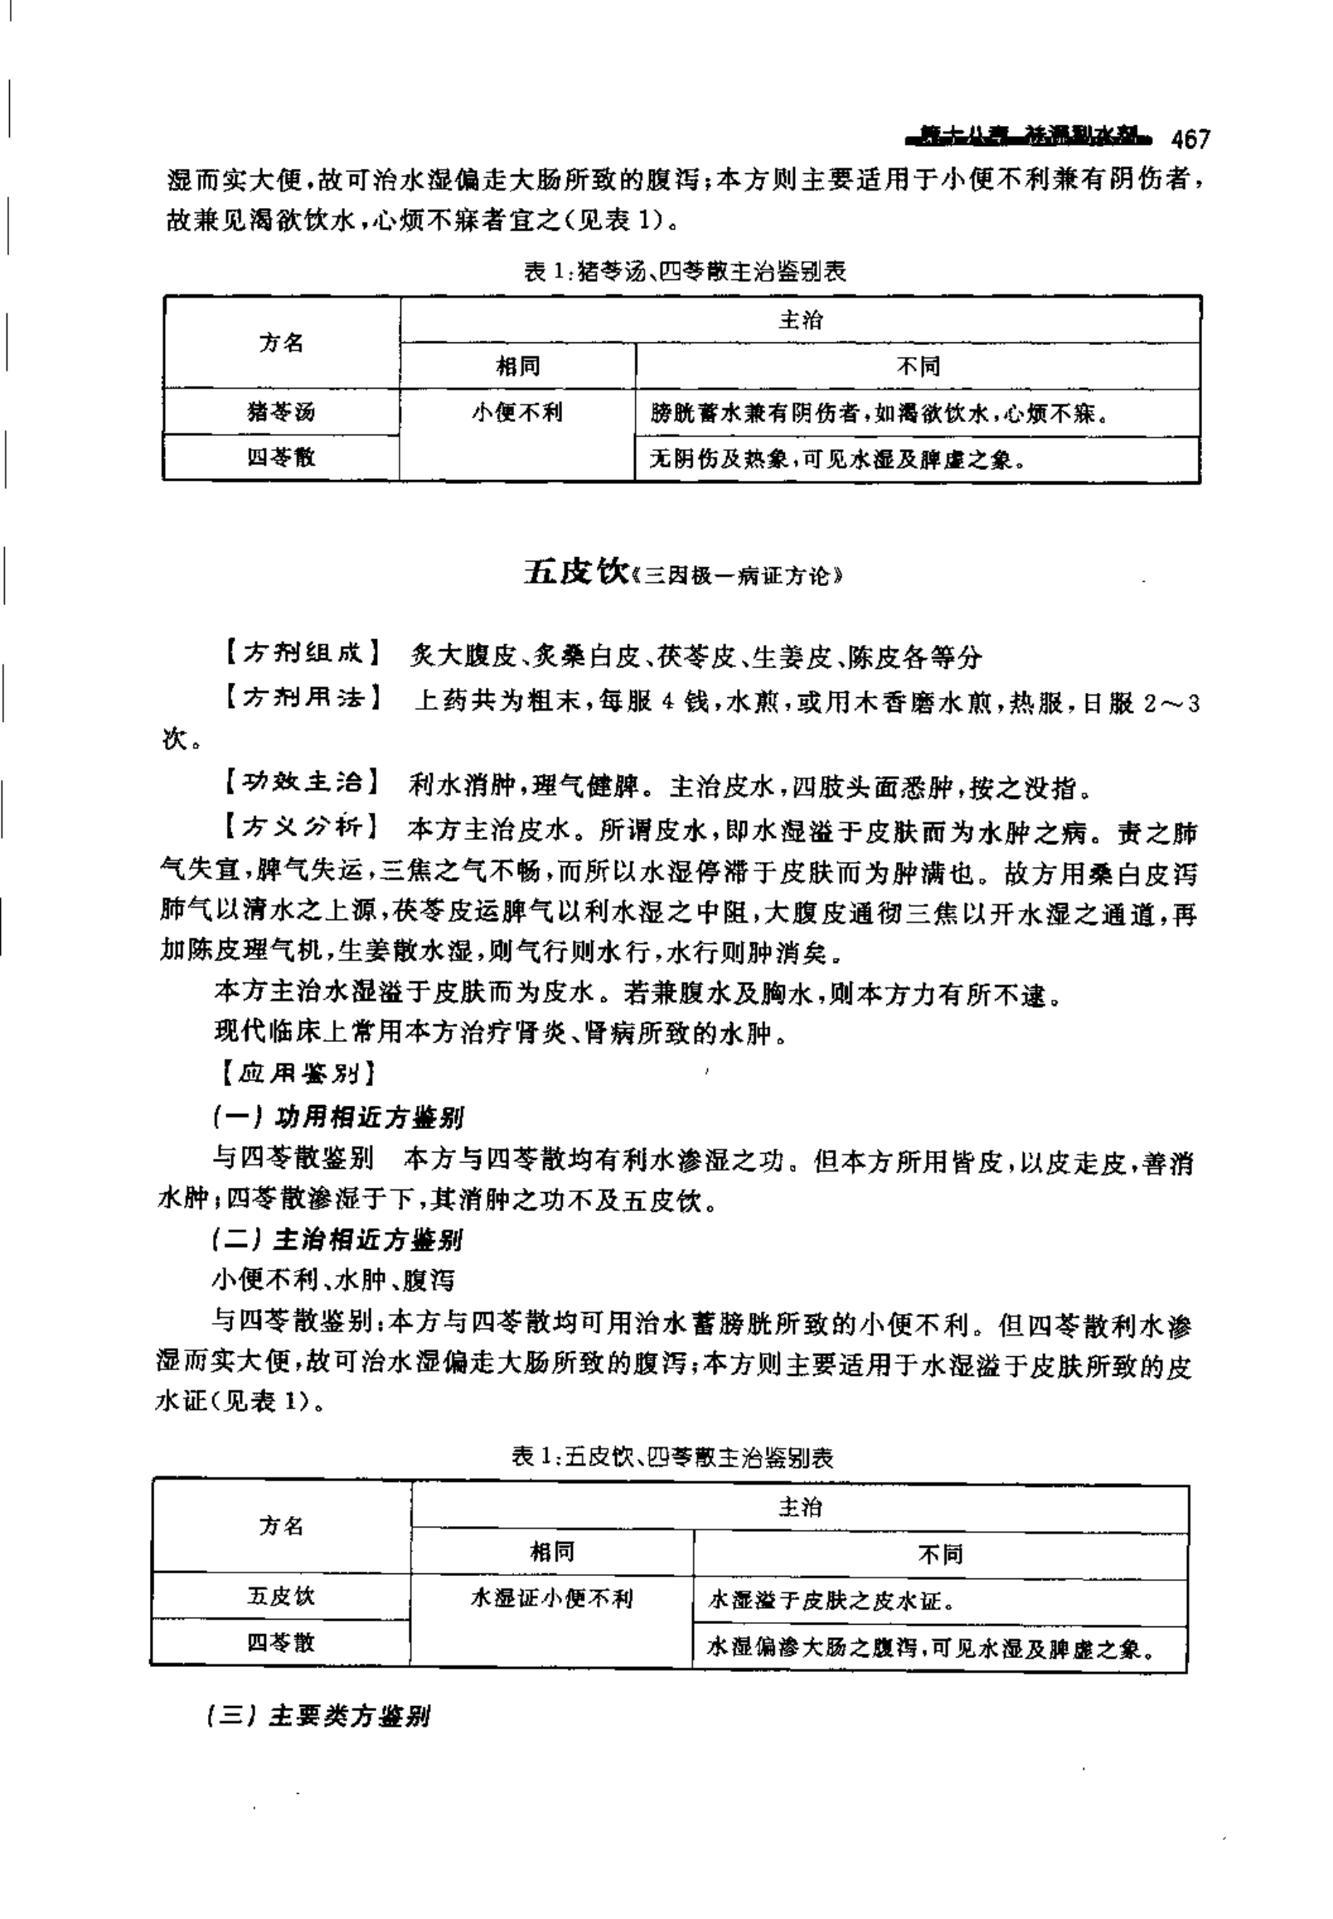 第十八章 祛湿利水剂 467
湿而实大便,故可治水湿偏走大肠所致的腹泻;本方则主要适用于小便不利兼有阴伤者,
故兼见渴欲饮水,心烦不寐者宜之(见表1)。
表1:猪苓汤、四苓散主治鉴别表
方名 主治
相同 不同
猪苓汤 小便不利 膀胱蓄水兼有阴伤者,如渴欲饮水,心烦不寐。
四苓散 无阴伤及热象,可见水湿及脾虚之象。
五皮饮《三因极一病证方论》
【方剂组成】 炙大腹皮、炙桑白皮、茯苓皮、生姜皮、陈皮各等分
【方剂用法】 上药共为粗末,每服4钱,水煎,或用木香磨水煎,热服,日服2~3
次。
【功效主治】 利水消肿,理气健脾。主治皮水,四肢头面悉肿,按之没指。
【方义分析】 本方主治皮水。所谓皮水,即水湿溢于皮肤而为水肿之病。责之肺
气失宣,脾气失运,三焦之气不畅,而所以水湿停滞于皮肤而为肿满也。故方用桑白皮泻
肺气以清水之上源,茯苓皮运脾气以利水湿之中阻,大腹皮通彻三焦以开水湿之通道,再
加陈皮理气机,生姜散水湿,则气行则水行,水行则肿消矣。
本方主治水湿溢于皮肤而为皮水。若兼腹水及胸水,则本方力有所不逮。
现代临床上常用本方治疗肾炎、肾病所致的水肿。
【应用鉴别】
(一)功用相近方鉴别
与四苓散鉴别 本方与四苓散均有利水渗湿之功。但本方所用皆皮,以皮走皮,善消
水肿;四苓散渗湿于下,其消肿之功不及五皮饮。
(二)主治相近方鉴别
小便不利、水肿、腹泻
与四苓散鉴别:本方与四苓散均可用治水蓄膀胱所致的小便不利。但四苓散利水渗
湿而实大便,故可治水湿偏走大肠所致的腹泻;本方则主要适用于水湿溢于皮肤所致的皮
水证(见表1)。
表1:五皮饮、四苓散主治鉴别表
方名 主治
相同 不同
五皮饮 水湿证小便不利 水湿溢于皮肤之皮水证。
四苓散 水湿偏渗大肠之腹泻,可见水湿及脾虚之象。
(三)主要类方鉴别